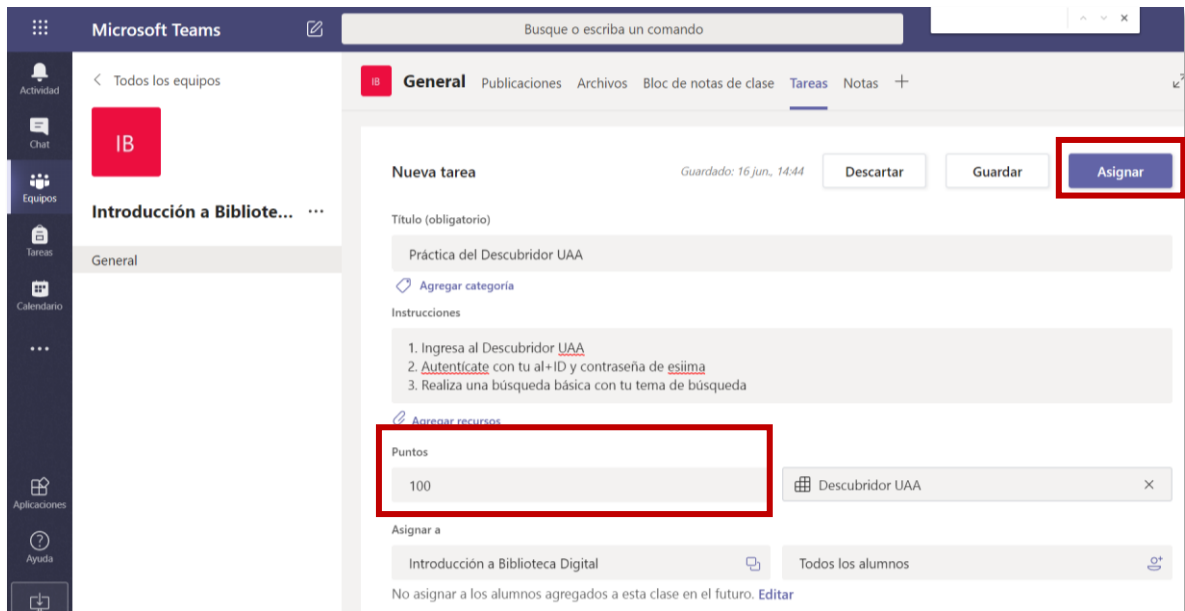 Microsoft Teams
Busque o escriba un comando
Actividad
Chat
Equipos
Tareas
Calendario
Aplicaciones
Ayuda
Todos los equipos
IB
Introducción a Bibliote...
General
IB
General Publicaciones Archivos Bloc de notas de clase Tareas Notas
Nueva tarea
Guardado: 16 jun., 14:44
Descartar
Guardar
Asignar
Título (obligatorio)
Práctica del Descubridor UAA
Agregar categoría
Instrucciones
1. Ingresa al Descubridor UAA
2. Autentícate con tu al+ID y contraseña de esiima
3. Realiza una búsqueda básica con tu tema de búsqueda
Agregar recursos
Puntos
100
Descubridor UAA
Asignar a
Introducción a Biblioteca Digital
Todos los alumnos
No asignar a los alumnos agregados a esta clase en el futuro. Editar